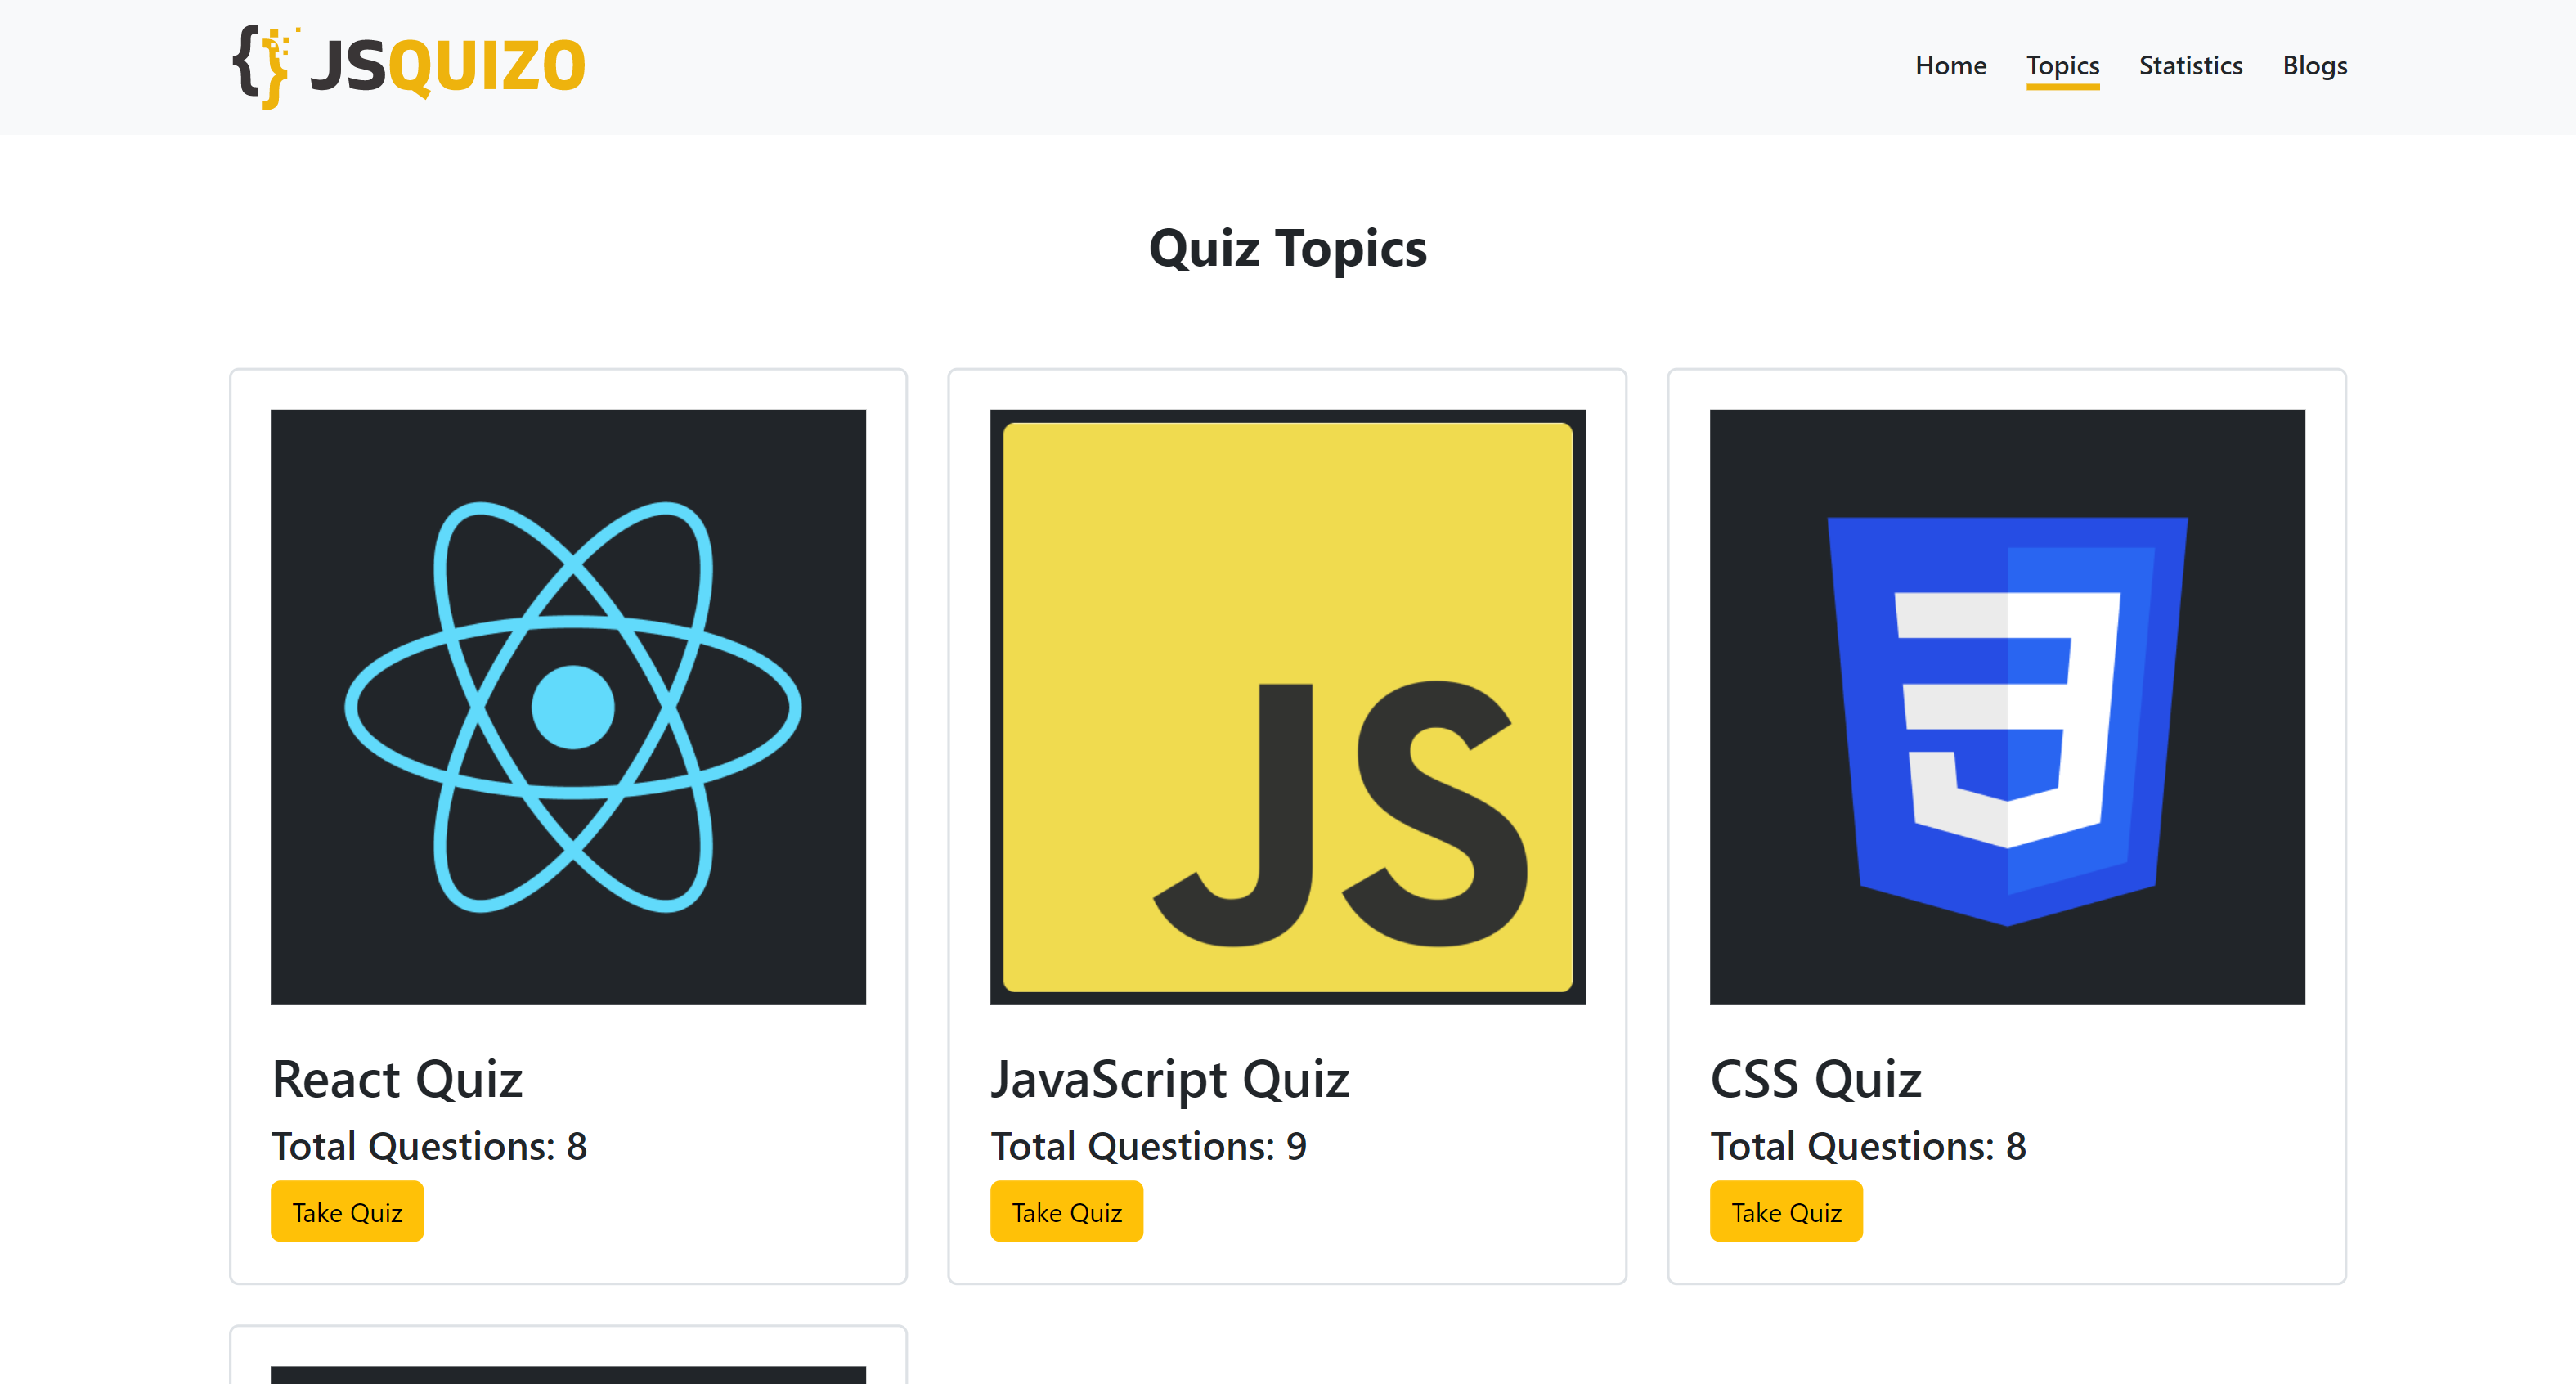 JSQUIZO
Home Topics Statistics Blogs
Quiz Topics
JS
React Quiz
Total Questions: 8
Take Quiz
JavaScript Quiz
Total Questions: 9
Take Quiz
CSS Quiz
Total Questions: 8
Take Quiz